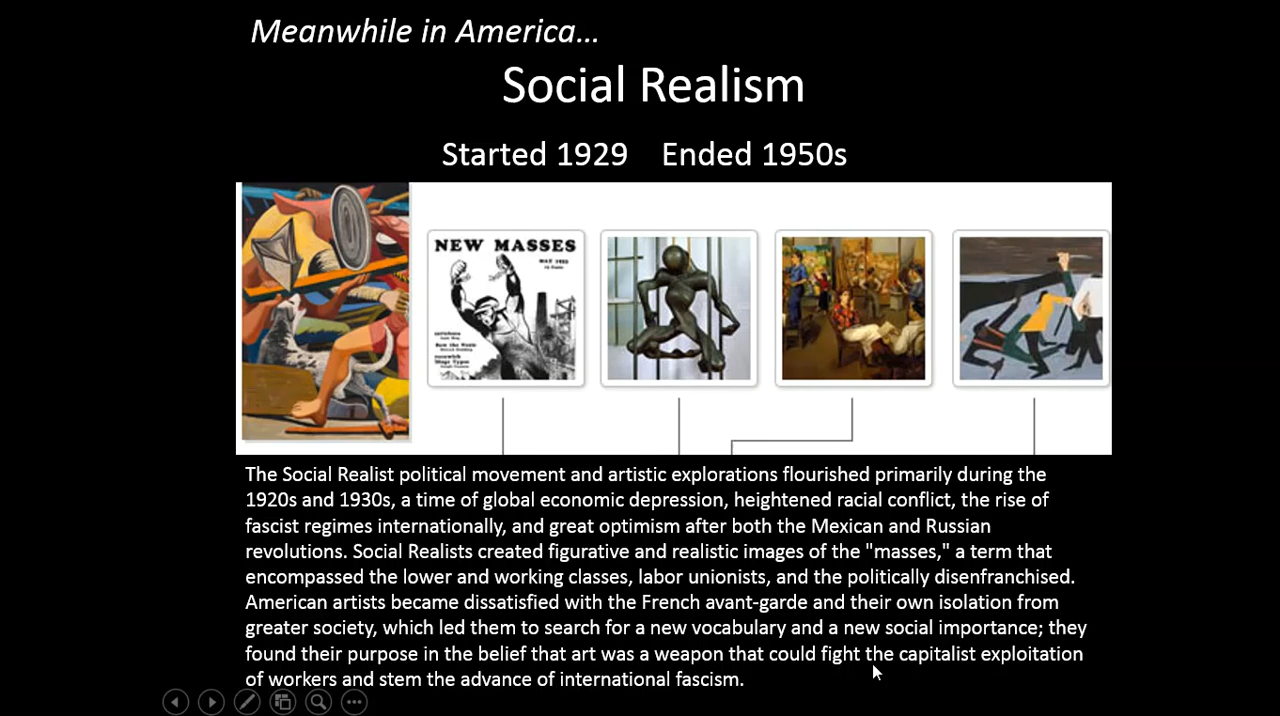 Meanwhile in America...
Social Realism
Started 1929 Ended 1950s
NEW MASSES
MAY 1933
15 Cents
The Social Realist political movement and artistic explorations flourished primarily during the
1920s and 1930s, a time of global economic depression, heightened racial conflict, the rise of
fascist regimes internationally, and great optimism after both the Mexican and Russian
revolutions. Social Realists created figurative and realistic images of the "masses," a term that
encompassed the lower and working classes, labor unionists, and the politically disenfranchised.
American artists became dissatisfied with the French avant-garde and their own isolation from
greater society, which led them to search for a new vocabulary and a new social importance; they
found their purpose in the belief that art was a weapon that could fight the capitalist exploitation
of workers and stem the advance of international fascism.